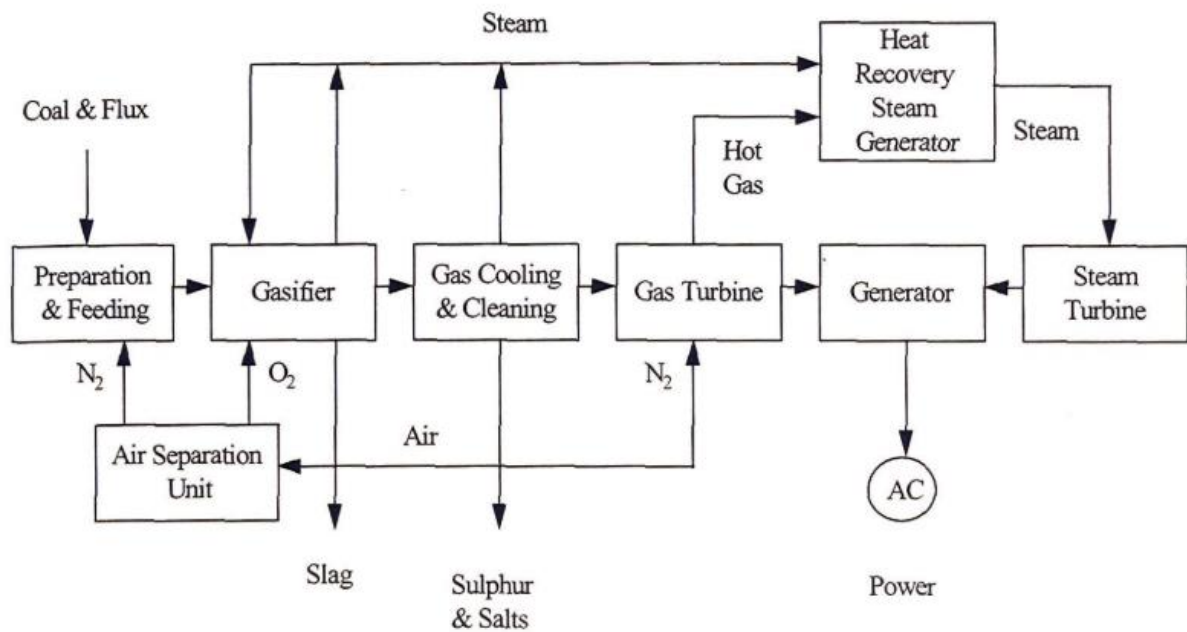 Steam
Heat
Recovery
Steam
Generator
Coal & Flux
Hot
Gas
Steam
Preparation
& Feeding
Gasifier
Gas Cooling
& Cleaning
Gas Turbine
Generator
Steam
Turbine
N₂
O₂
N₂
Air Separation
Unit
Air
AC
Slag
Sulphur
& Salts
Power